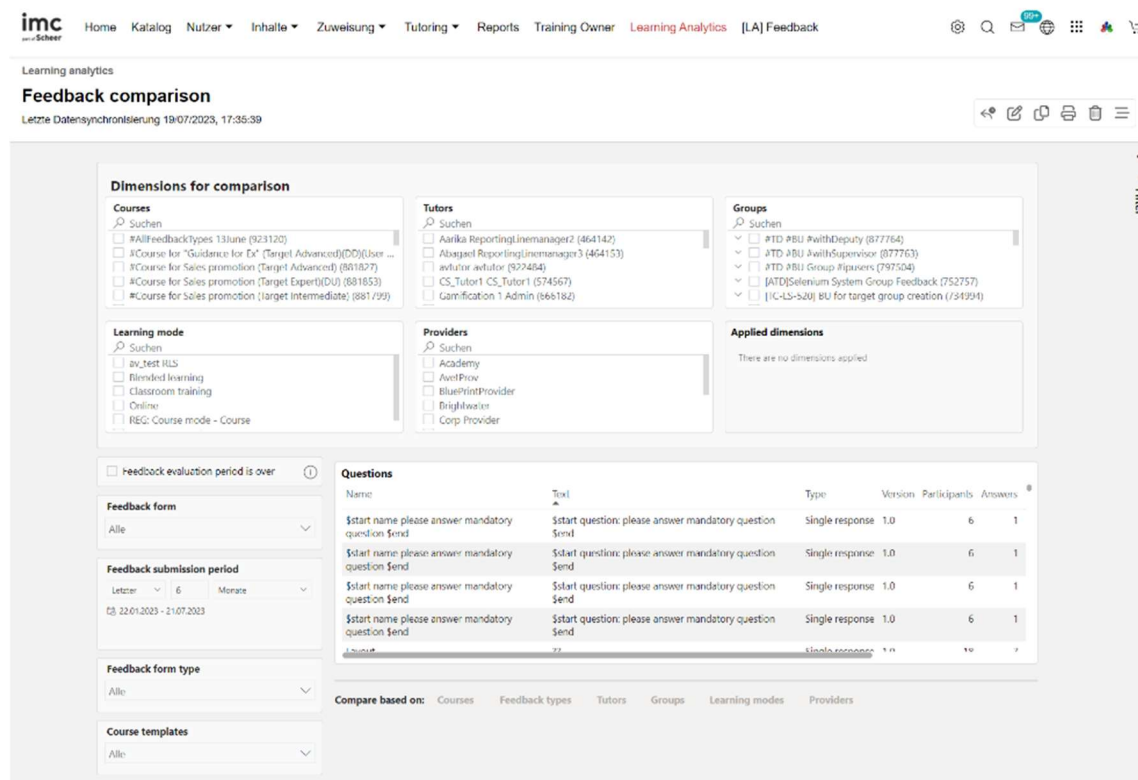 imc
part of Scheer
Home Katalog Nutzer Inhalte Zuweisung Tutoring Reports Training Owner Learning Analytics [LA] Feedback
99+
Learning analytics
Feedback comparison
Letzte Datensynchronisierung 19/07/2023, 17:35:39
Dimensions for comparison
Courses
Suchen
#AllFeedbackTypes 13June (923120)
#Course for "Guidance for Ex" (Target Advanced)(DD)(User ...
#Course for Sales promotion (Target Advanced) (881827)
#Course for Sales promotion (Target Expert)(DU) (881853)
#Course for Sales promotion (Target Intermediate) (881799)
Tutors
Suchen
Aarika ReportingLinemanager2 (464142)
Abagael ReportingLinemanager3 (464153)
avtutor avtutor (922484)
CS_Tutor1 CS_Tutor1 (574567)
Gamification 1 Admin (666182)
Groups
Suchen
#TD #BU #withDeputy (877764)
#TD #BU #withSupervisor (877763)
#TD #BU Group #ipusers (797504)
[ATD]Selenium System Group Feedback (752757)
[TC-LS-520] BU for target group creation (734994)
Learning mode
Suchen
av_test RLS
Blended learning
Classroom training
Online
REG: Course mode - Course
Providers
Suchen
Academy
AvelProv
BluePrintProvider
Brightwater
Corp Provider
Applied dimensions
There are no dimensions applied
Feedback evaluation period is over
Feedback form
Alle
Feedback submission period
Letzter 6 Monate
22.01.2023 - 21.07.2023
Feedback form type
Alle
Course templates
Alle
Questions
Name Text Type Version Participants Answers
$start name please answer mandatory question $end $start question: please answer mandatory question $end Single response 1.0 6 1
$start name please answer mandatory question $end $start question: please answer mandatory question $end Single response 1.0 6 1
$start name please answer mandatory question $end $start question: please answer mandatory question $end Single response 1.0 6 1
$start name please answer mandatory question $end $start question: please answer mandatory question $end Single response 1.0 6 1
Layout ?? Single response 1.0 18
Compare based on: Courses Feedback types Tutors Groups Learning modes Providers